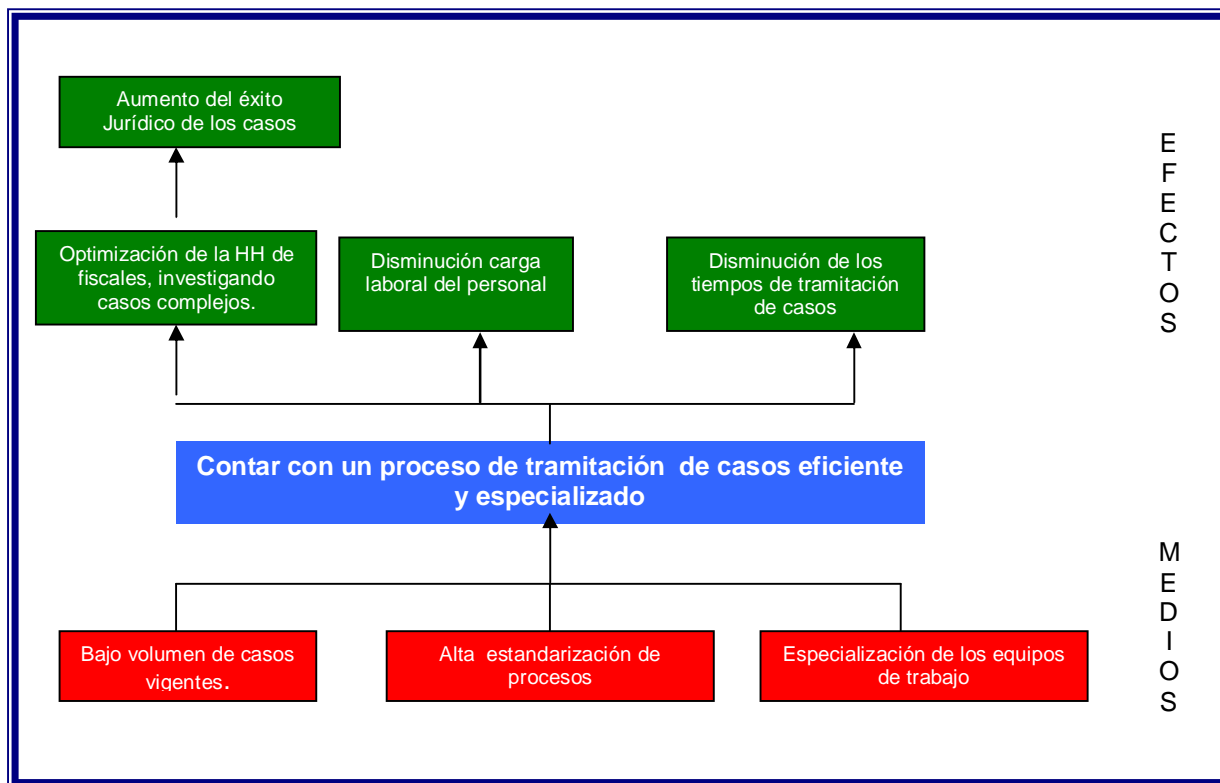 Aumento del éxito
Jurídico de los casos
Optimización de la HH de
fiscales, investigando
casos complejos.
Disminución carga
laboral del personal
Disminución de los
tiempos de tramitación
de casos
EFECTOS
Contar con un proceso de tramitación de casos eficiente
y especializado
Bajo volumen de casos
vigentes.
Alta estandarización de
procesos
Especialización de los equipos
de trabajo
MEDIOS